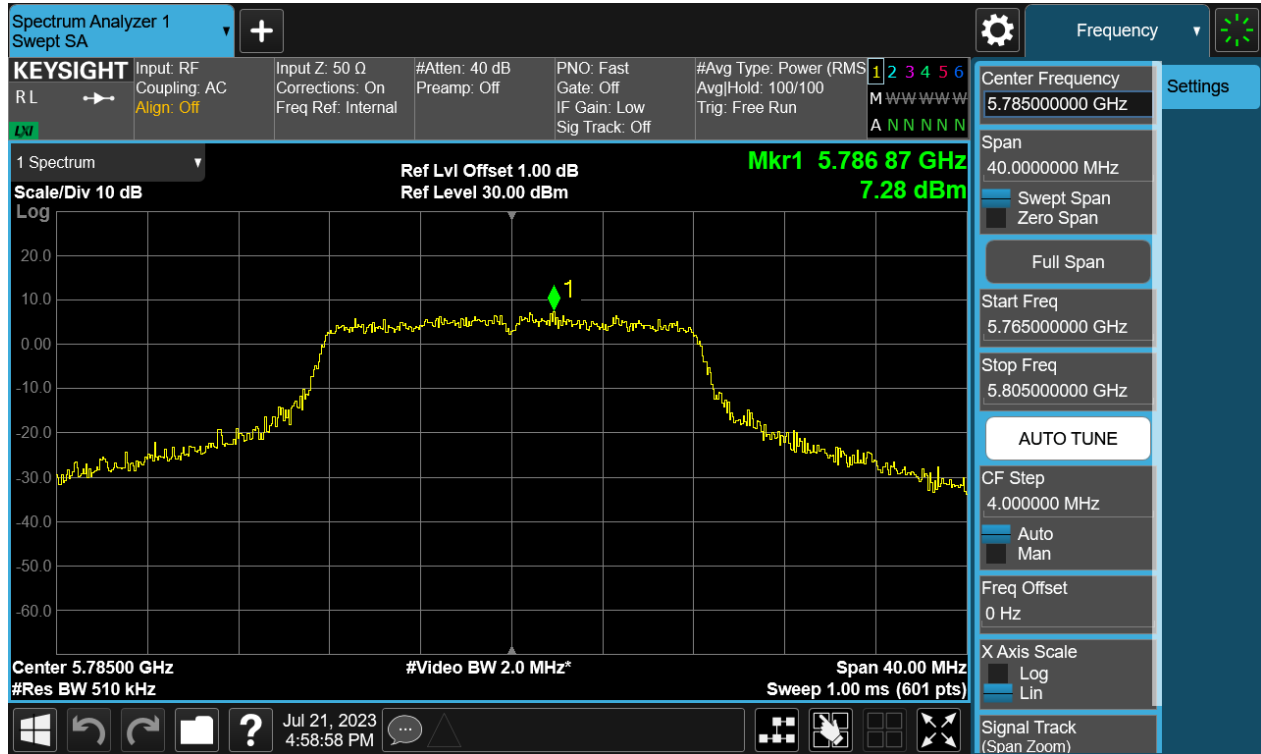 Spectrum Analyzer 1
Swept SA
Frequency
KEYSIGHT
RL
LXI
Input: RF
Coupling: AC
Align: Off
Input Z: 50 Ω
Corrections: On
Freq Ref: Internal
#Atten: 40 dB
Preamp: Off
PNO: Fast
Gate: Off
IF Gain: Low
Sig Track: Off
#Avg Type: Power (RMS
Avg|Hold: 100/100
Trig: Free Run
1 2 3 4 5 6
M W W W W W
A N N N N N
1 Spectrum
Scale/Div 10 dB
Log
Ref Lvl Offset 1.00 dB
Ref Level 30.00 dBm
Mkr1 5.786 87 GHz
7.28 dBm
1
20.0
10.0
0.00
-10.0
-20.0
-30.0
-40.0
-50.0
-60.0
Center 5.78500 GHz
#Res BW 510 kHz
#Video BW 2.0 MHz*
Span 40.00 MHz
Sweep 1.00 ms (601 pts)
Center Frequency
5.785000000 GHz
Settings
Span
40.0000000 MHz
Swept Span
Zero Span
Full Span
Start Freq
5.765000000 GHz
Stop Freq
5.805000000 GHz
AUTO TUNE
CF Step
4.000000 MHz
Auto
Man
Freq Offset
0 Hz
X Axis Scale
Log
Lin
Signal Track
(Span Zoom)
?
Jul 21, 2023
4:58:58 PM